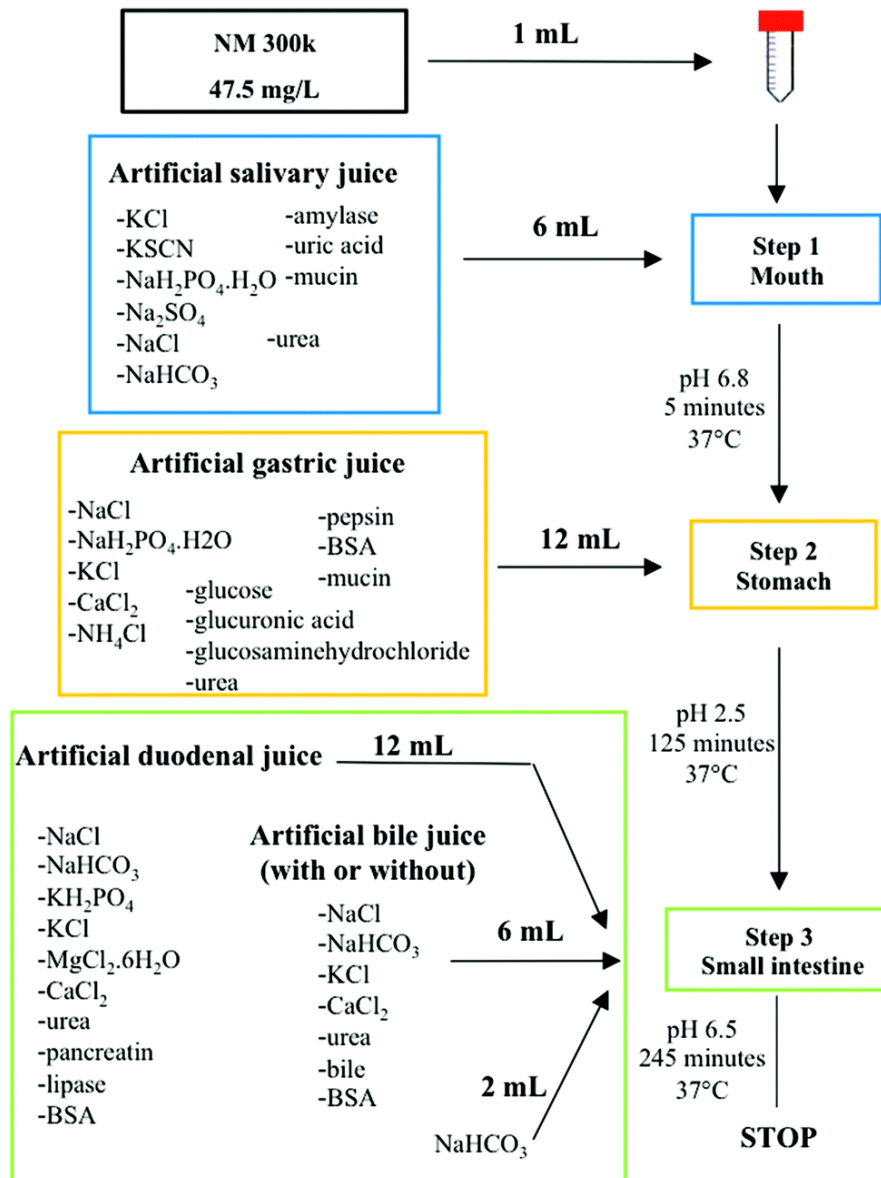 NM 300k
47.5 mg/L
1 mL
Artificial salivary juice
-KCl
-KSCN
-NaH₂PO₄.H₂O
-Na₂SO₄
-NaCl
-NaHCO₃
-amylase
-uric acid
-mucin
-urea
6 mL
Step 1
Mouth
pH 6.8
5 minutes
37°C
Artificial gastric juice
-NaCl
-NaH₂PO₄.H2O
-KCl
-CaCl₂
-NH₄Cl
-pepsin
-BSA
-mucin
-glucose
-glucuronic acid
-glucosaminehydrochloride
-urea
12 mL
Step 2
Stomach
pH 2.5
125 minutes
37°C
Artificial duodenal juice
12 mL
-NaCl
-NaHCO₃
-KH₂PO₄
-KCl
-MgCl₂.6H₂O
-CaCl₂
-urea
-pancreatin
-lipase
-BSA
Artificial bile juice
(with or without)
-NaCl
-NaHCO₃
-KCl
-CaCl₂
-urea
-bile
-BSA
6 mL
2 mL
NaHCO₃
Step 3
Small intestine
pH 6.5
245 minutes
37°C
STOP